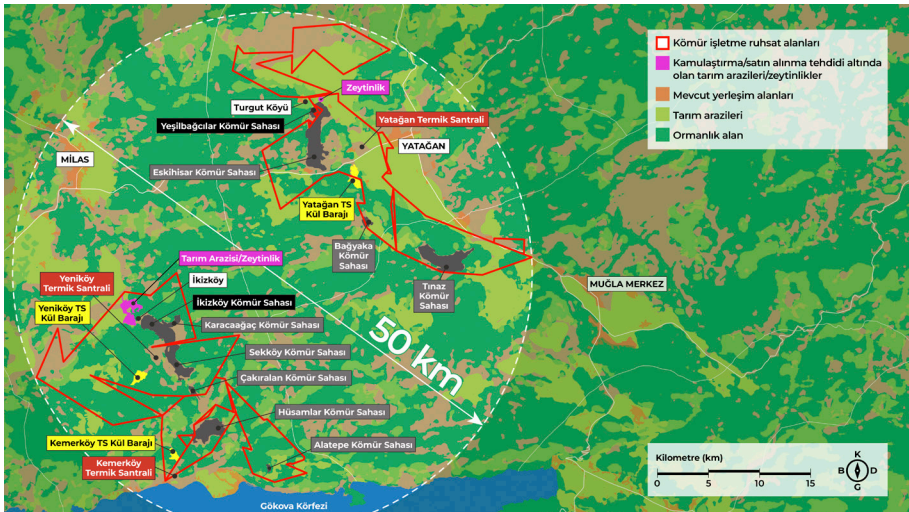 Kömür işletme ruhsat alanları
Kamulaştırma/satın alınma tehdidi altında
olan tarım arazileri/zeytinlikler
Mevcut yerleşim alanları
Tarım arazileri
Ormanlık alan
Zeytinlik
Turgut Köyü
Yeşilbağcılar Kömür Sahası
Yatağan Termik Santrali
YATAĞAN
MİLAS
Eskihisar Kömür Sahası
Yatağan TS
Kül Barajı
Bağyaka
Kömür
Sahası
Tınaz
Kömür
Sahası
MUĞLA MERKEZ
Tarım Arazisi/Zeytinlik
Yeniköy
Termik Santrali
İkizköy
Yeniköy TS
Kül Barajı
İkizköy Kömür Sahası
Karacaağaç Kömür Sahası
50 km
Sekköy Kömür Sahası
Çakıralan Kömür Sahası
Hüsamlar Kömür Sahası
Kemerköy TS Kül Barajı
Alatepe Kömür Sahası
Kemerköy
Termik Santrali
Gökova Körfezi
Kilometre (km)
0 5 10 15
K
B D
G